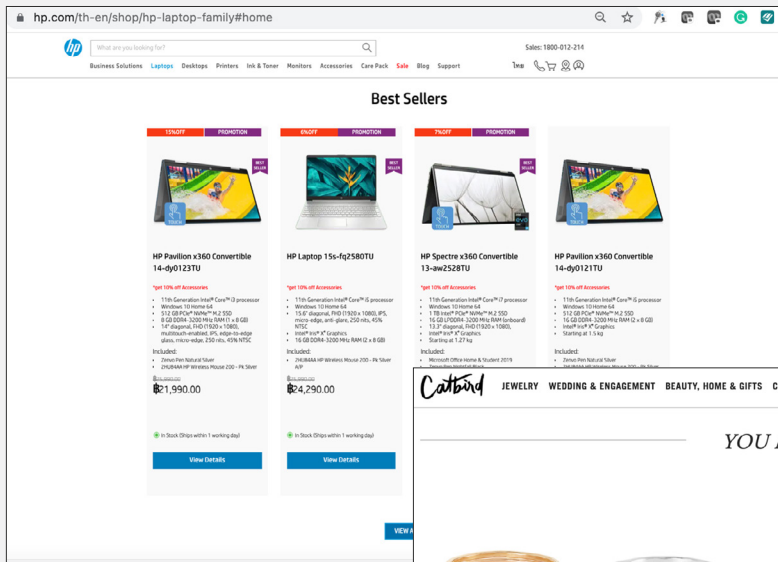 hp.com/th-en/shop/hp-laptop-family#home
hp
What are you looking for?
Sales: 1800-012-214
Business Solutions Laptops Desktops Printers Ink & Toner Monitors Accessories Care Pack Sale Blog Support
ไทย
Best Sellers
15%OFF PROMOTION
6%OFF PROMOTION
7%OFF PROMOTION
BEST SELLER
BEST SELLER
BEST SELLER
TOUCH
TOUCH
evo
TOUCH
HP Pavilion x360 Convertible
14-dy0123TU
*get 10% off Accessories
• 11th Generation Intel® Core™ i3 processor
• Windows 10 Home 64
• 512 GB PCIe® NVMe™ M.2 SSD
• 8 GB DDR4-3200 MHz RAM (1 x 8 GB)
• 14" diagonal, FHD (1920 x 1080),
multitouch-enabled, IPS, edge-to-edge
glass, micro-edge, 250 nits, 45% NTSC
Included:
• Zenvo Pen Natural Silver
• 2HU84AA HP Wireless Mouse 200 - Pk Silver
฿21,990.00
In Stock (Ships within 1 working day)
View Details
HP Laptop 15s-fq2580TU
*get 10% off Accessories
• 11th Generation Intel® Core™ i5 processor
• Windows 10 Home 64
• 15.6" diagonal, FHD (1920 x 1080), IPS,
micro-edge, anti-glare, 250 nits, 45%
NTSC
• Intel® Iris® Xᵉ Graphics
• 16 GB DDR4-3200 MHz RAM (2 x 8 GB)
Included:
• 2HU84AA HP Wireless Mouse 200 - Pk Silver
A/P
฿24,290.00
In Stock (Ships within 1 working day)
View Details
HP Spectre x360 Convertible
13-aw2528TU
*get 10% off Accessories
• 11th Generation Intel® Core™ i7 processor
• Windows 10 Home 64
• 1 TB Intel® PCIe® NVMe™ M.2 SSD
• 16 GB LPDDR4-3200 MHz RAM (onboard)
• 13.3" diagonal, FHD (1920 x 1080),
• Intel® Iris® Xᵉ Graphics
• Starting at 1.27 kg
Included:
• Microsoft Office Home & Student 2019
HP Pavilion x360 Convertible
14-dy0121TU
*get 10% off Accessories
• 11th Generation Intel® Core™ i5 processor
• Windows 10 Home 64
• 512 GB PCIe® NVMe™ M.2 SSD
• 16 GB DDR4-3200 MHz RAM (2 x 8 GB)
• Intel® Iris® Xᵉ Graphics
• Starting at 1.5 kg
Included:
• Zenvo Pen Natural Silver
VIEW A
Catbird
JEWELRY WEDDING & ENGAGEMENT BEAUTY, HOME & GIFTS C
YOU